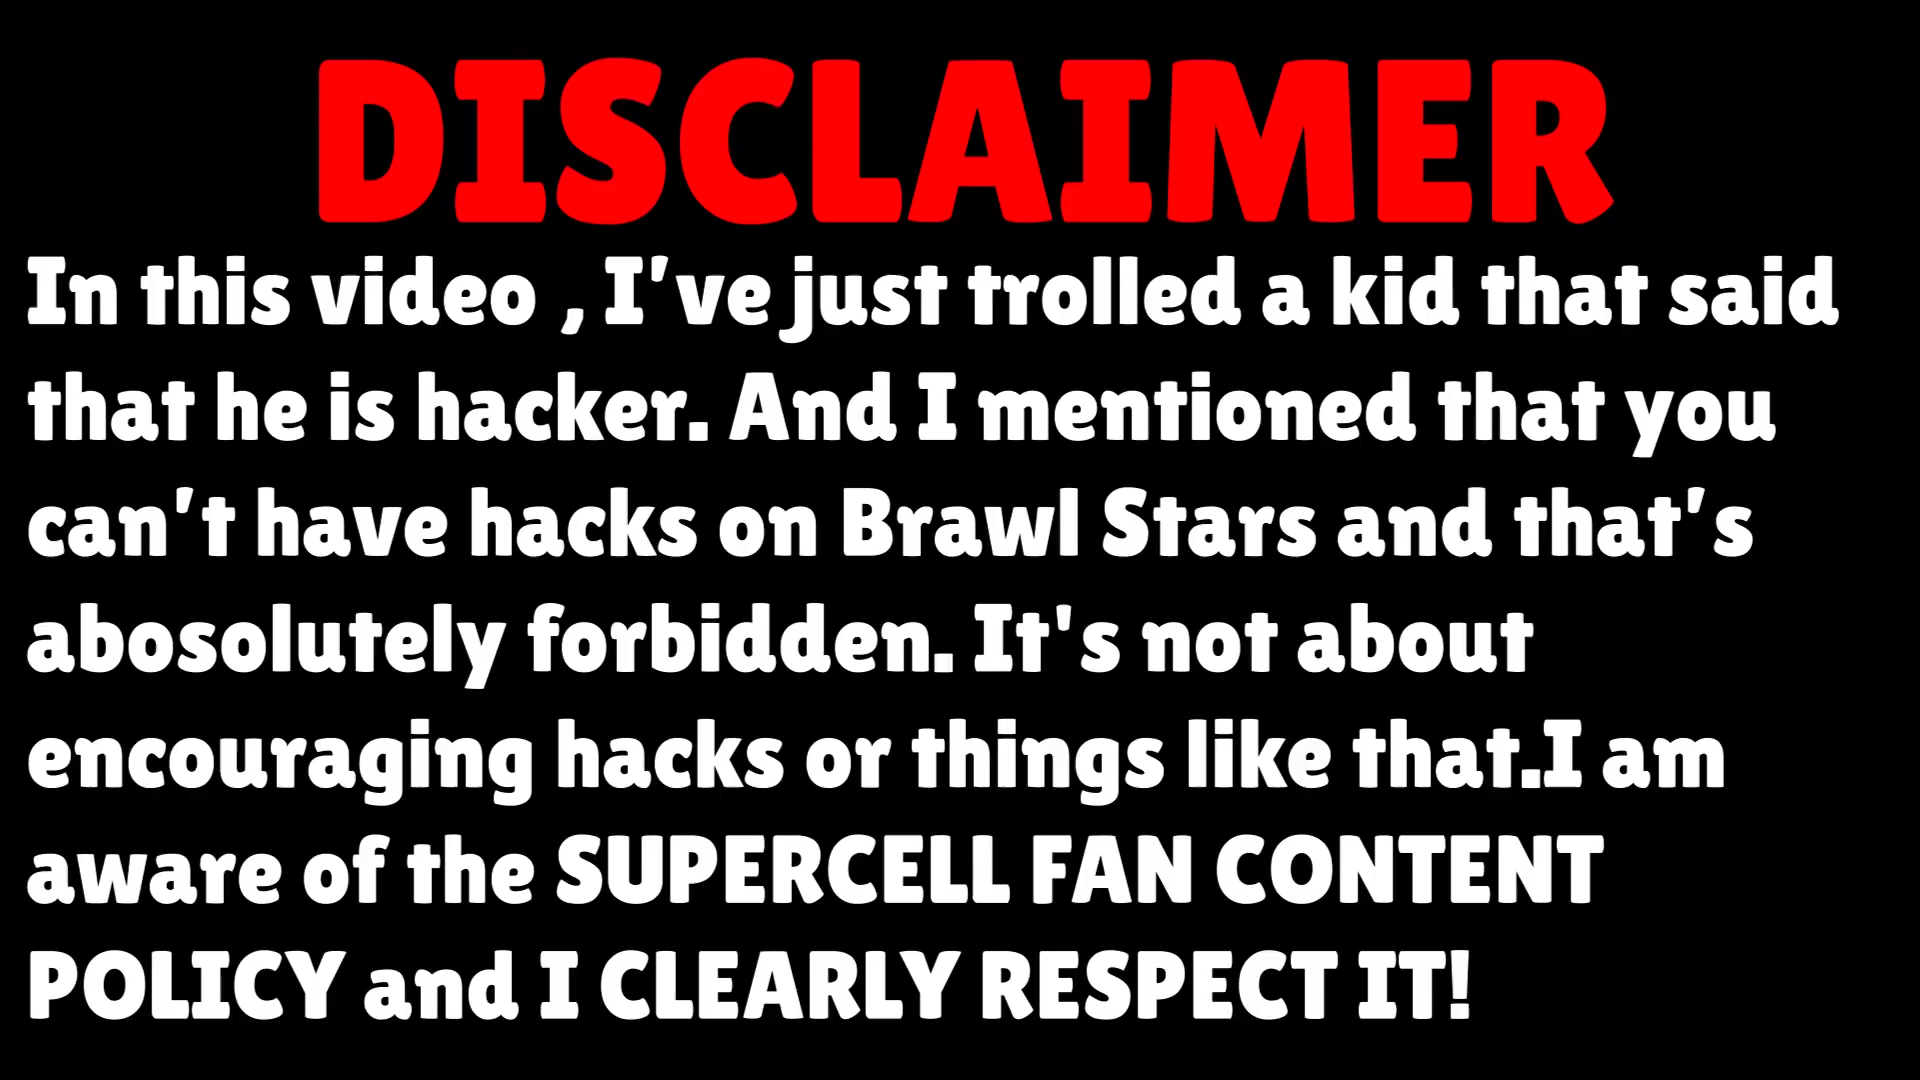 DISCLAIMER
In this video , I've just trolled a kid that said
that he is hacker. And I mentioned that you
can't have hacks on Brawl Stars and that's
abosolutely forbidden. It's not about
encouraging hacks or things like that.I am
aware of the SUPERCELL FAN CONTENT
POLICY and I CLEARLY RESPECT IT!